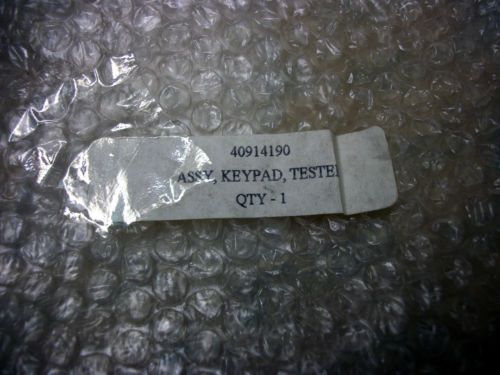 40914190
ASSY, KEYPAD, TESTE
QTY - 1